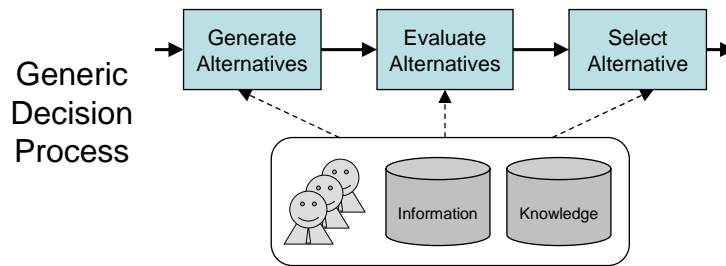 Generic
Decision
Process
Generate
Alternatives
Evaluate
Alternatives
Select
Alternative
Information
Knowledge